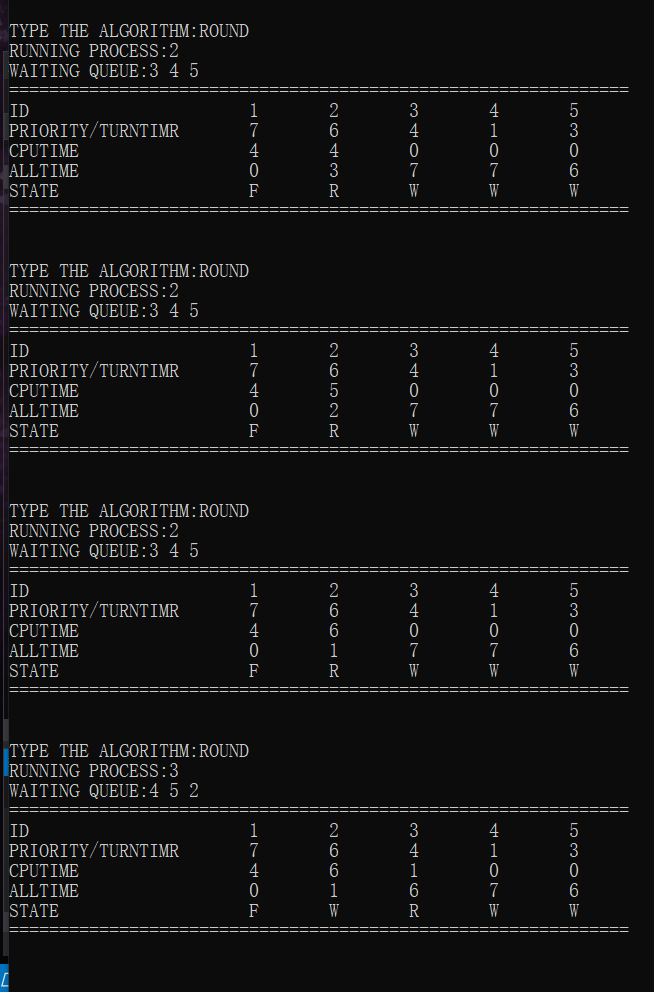 TYPE THE ALGORITHM:ROUND
RUNNING PROCESS:2
WAITING QUEUE:3 4 5
==============================================================
ID 1 2 3 4 5
PRIORITY/TURNTIMR 7 6 4 1 3
CPUTIME 4 4 0 0 0
ALLTIME 0 3 7 7 6
STATE F R W W W
==============================================================
TYPE THE ALGORITHM:ROUND
RUNNING PROCESS:2
WAITING QUEUE:3 4 5
==============================================================
ID 1 2 3 4 5
PRIORITY/TURNTIMR 7 6 4 1 3
CPUTIME 4 5 0 0 0
ALLTIME 0 2 7 7 6
STATE F R W W W
==============================================================
TYPE THE ALGORITHM:ROUND
RUNNING PROCESS:2
WAITING QUEUE:3 4 5
==============================================================
ID 1 2 3 4 5
PRIORITY/TURNTIMR 7 6 4 1 3
CPUTIME 4 6 0 0 0
ALLTIME 0 1 7 7 6
STATE F R W W W
==============================================================
TYPE THE ALGORITHM:ROUND
RUNNING PROCESS:3
WAITING QUEUE:4 5 2
==============================================================
ID 1 2 3 4 5
PRIORITY/TURNTIMR 7 6 4 1 3
CPUTIME 4 6 1 0 0
ALLTIME 0 1 6 7 6
STATE F W R W W
==============================================================